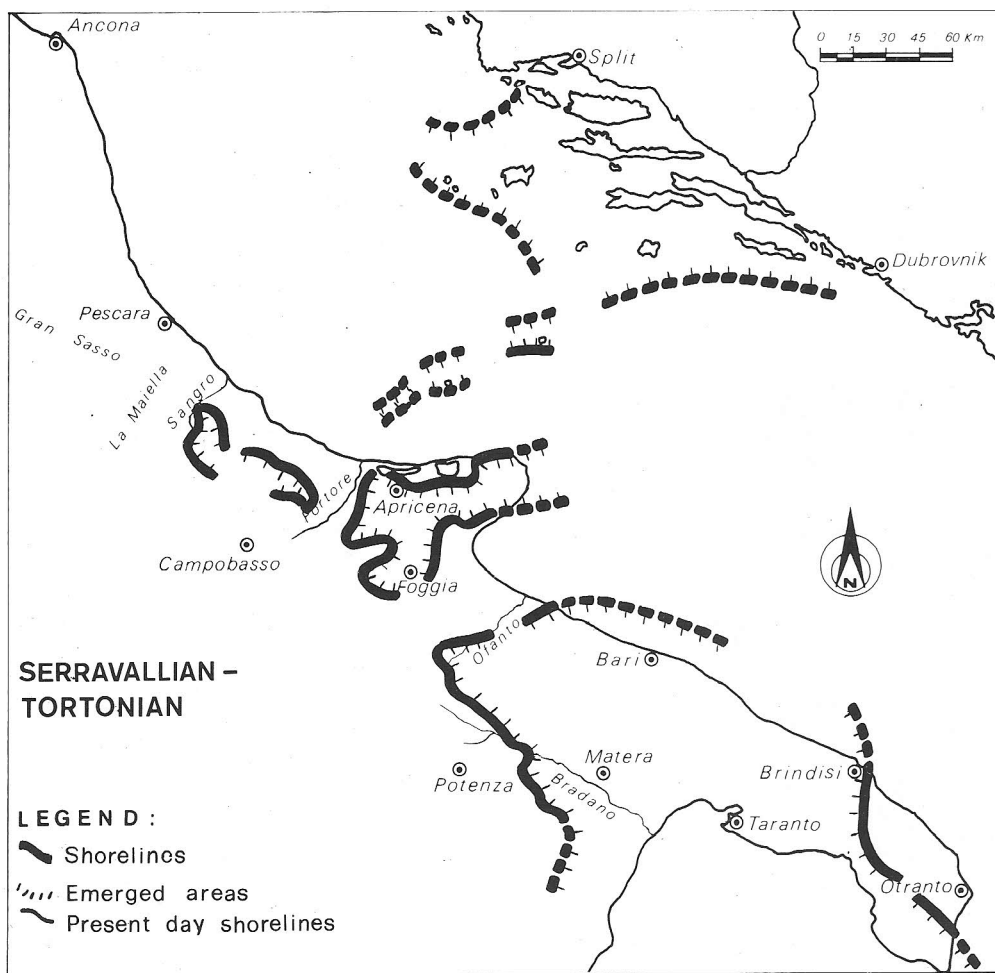 Ancona
Split
0 15 30 45 60 Km
Dubrovnik
Pescara
Gran Sasso
La Maiella
Sangro
Fortore
Apricena
Campobasso
Foggia
Ofanto
Bari
N
SERRAVALLIAN –
TORTONIAN
Matera
Potenza
Bradano
Brindisi
Taranto
Otranto
LEGEND :
Shorelines
Emerged areas
Present day shorelines